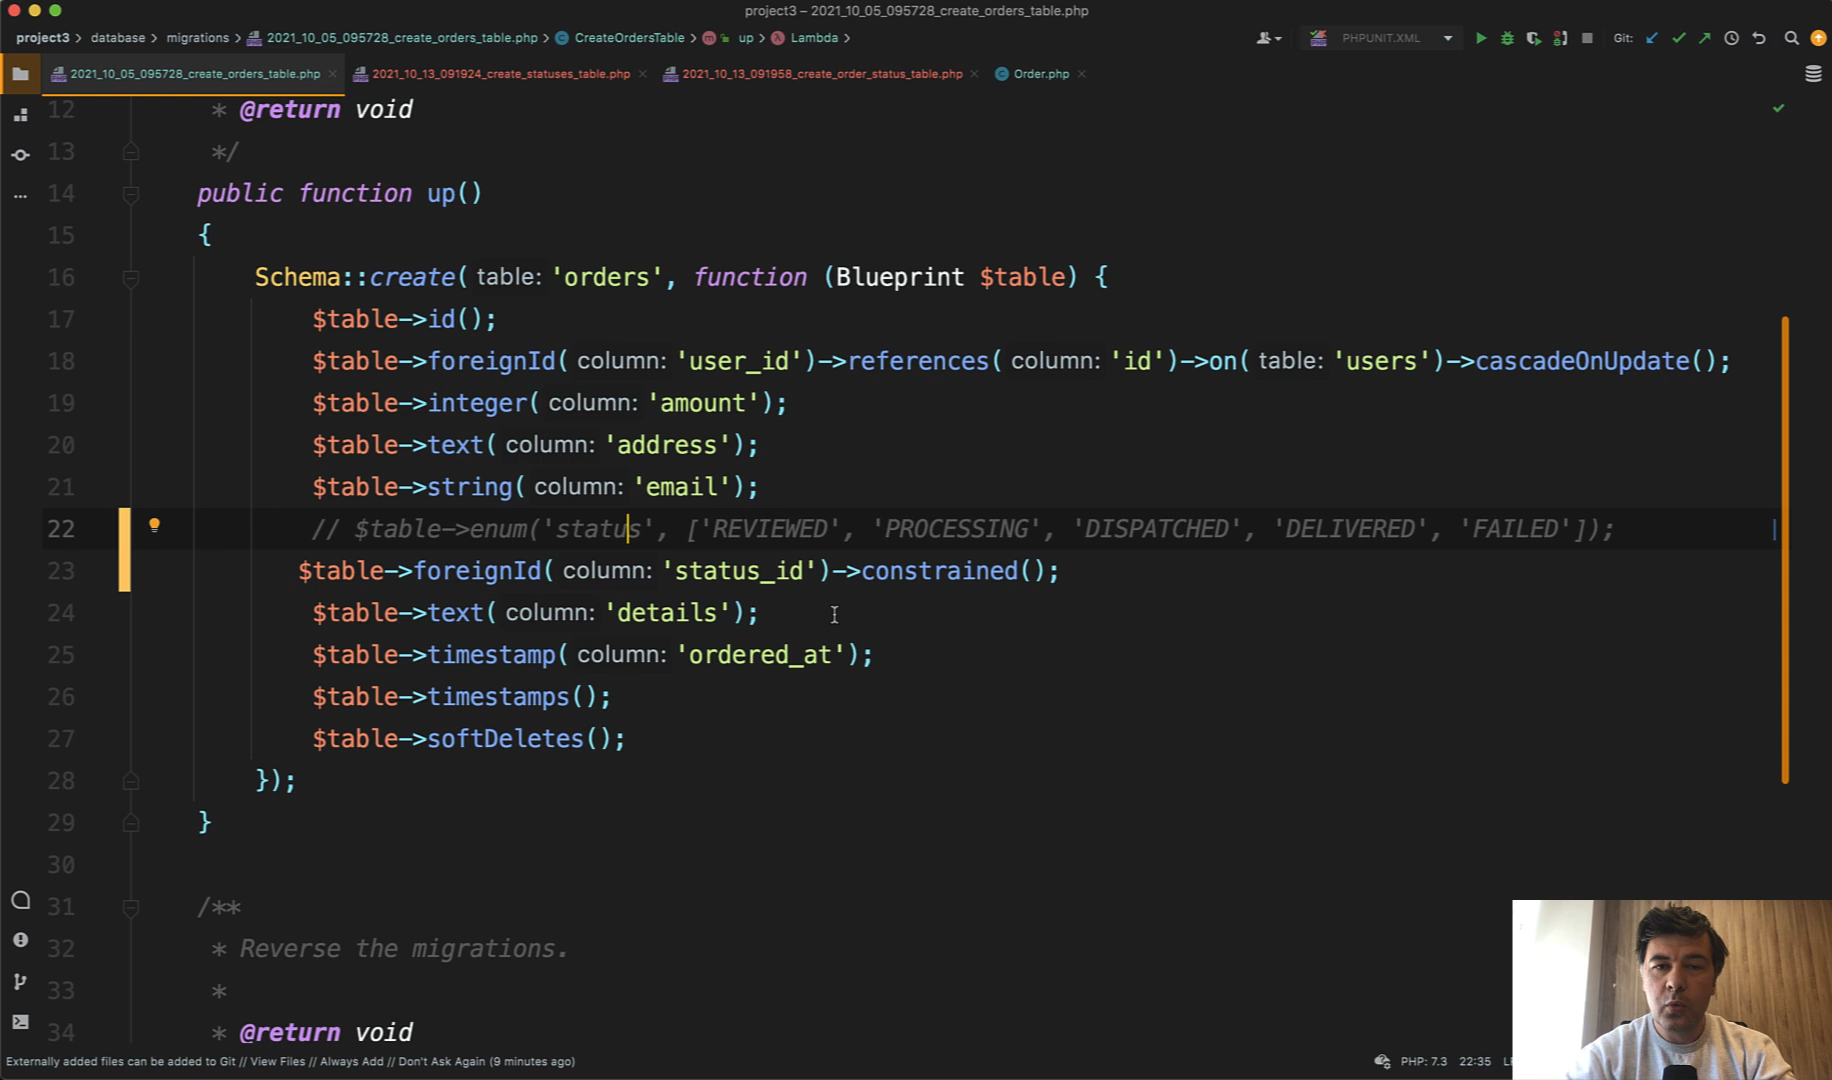 project3 – 2021_10_05_095728_create_orders_table.php
project3 > database > migrations > 2021_10_05_095728_create_orders_table.php > CreateOrdersTable > m up > λ Lambda >
PHPUNIT.XML Git:
2021_10_05_095728_create_orders_table.php × 2021_10_13_091924_create_statuses_table.php × 2021_10_13_091958_create_order_status_table.php × C Order.php ×
12 * @return void
13 */
14 public function up()
15 {
16 Schema::create( table: 'orders', function (Blueprint $table) {
17 $table->id();
18 $table->foreignId( column: 'user_id')->references( column: 'id')->on( table: 'users')->cascadeOnUpdate();
19 $table->integer( column: 'amount');
20 $table->text( column: 'address');
21 $table->string( column: 'email');
22 // $table->enum('status', ['REVIEWED', 'PROCESSING', 'DISPATCHED', 'DELIVERED', 'FAILED']);
23 $table->foreignId( column: 'status_id')->constrained();
24 $table->text( column: 'details');
25 $table->timestamp( column: 'ordered_at');
26 $table->timestamps();
27 $table->softDeletes();
28 });
29 }
30
31 /**
32 * Reverse the migrations.
33 *
34 * @return void
Externally added files can be added to Git // View Files // Always Add // Don't Ask Again (9 minutes ago)
PHP: 7.3 22:35